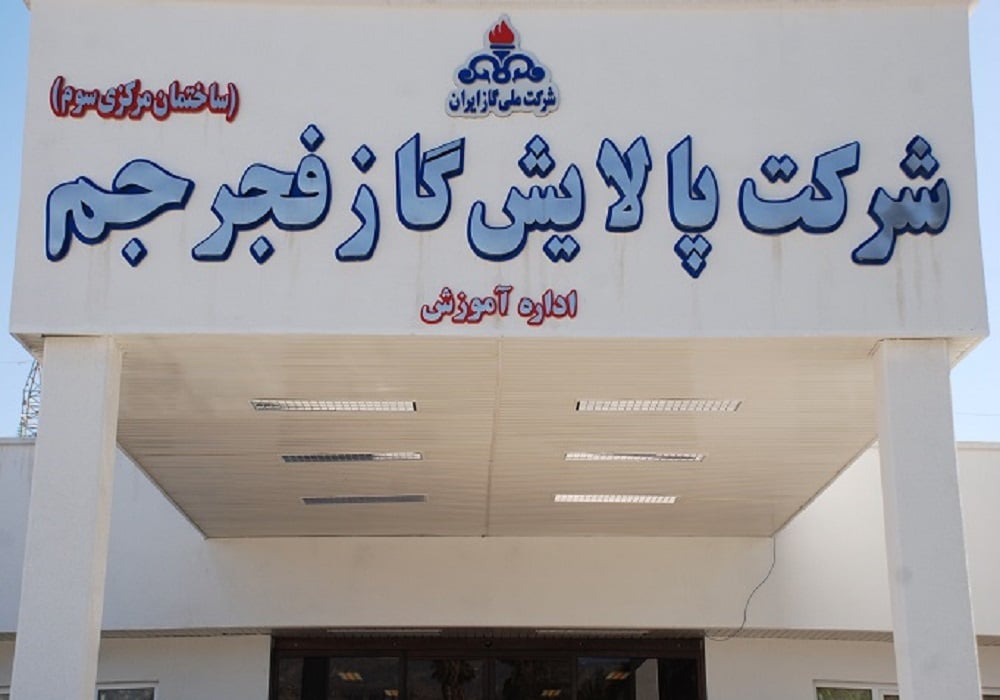 شرکت ملی گاز ایران
(ساختمان مرکزی سوم)
شرکت پالایش گاز فجر جم
اداره آموزش